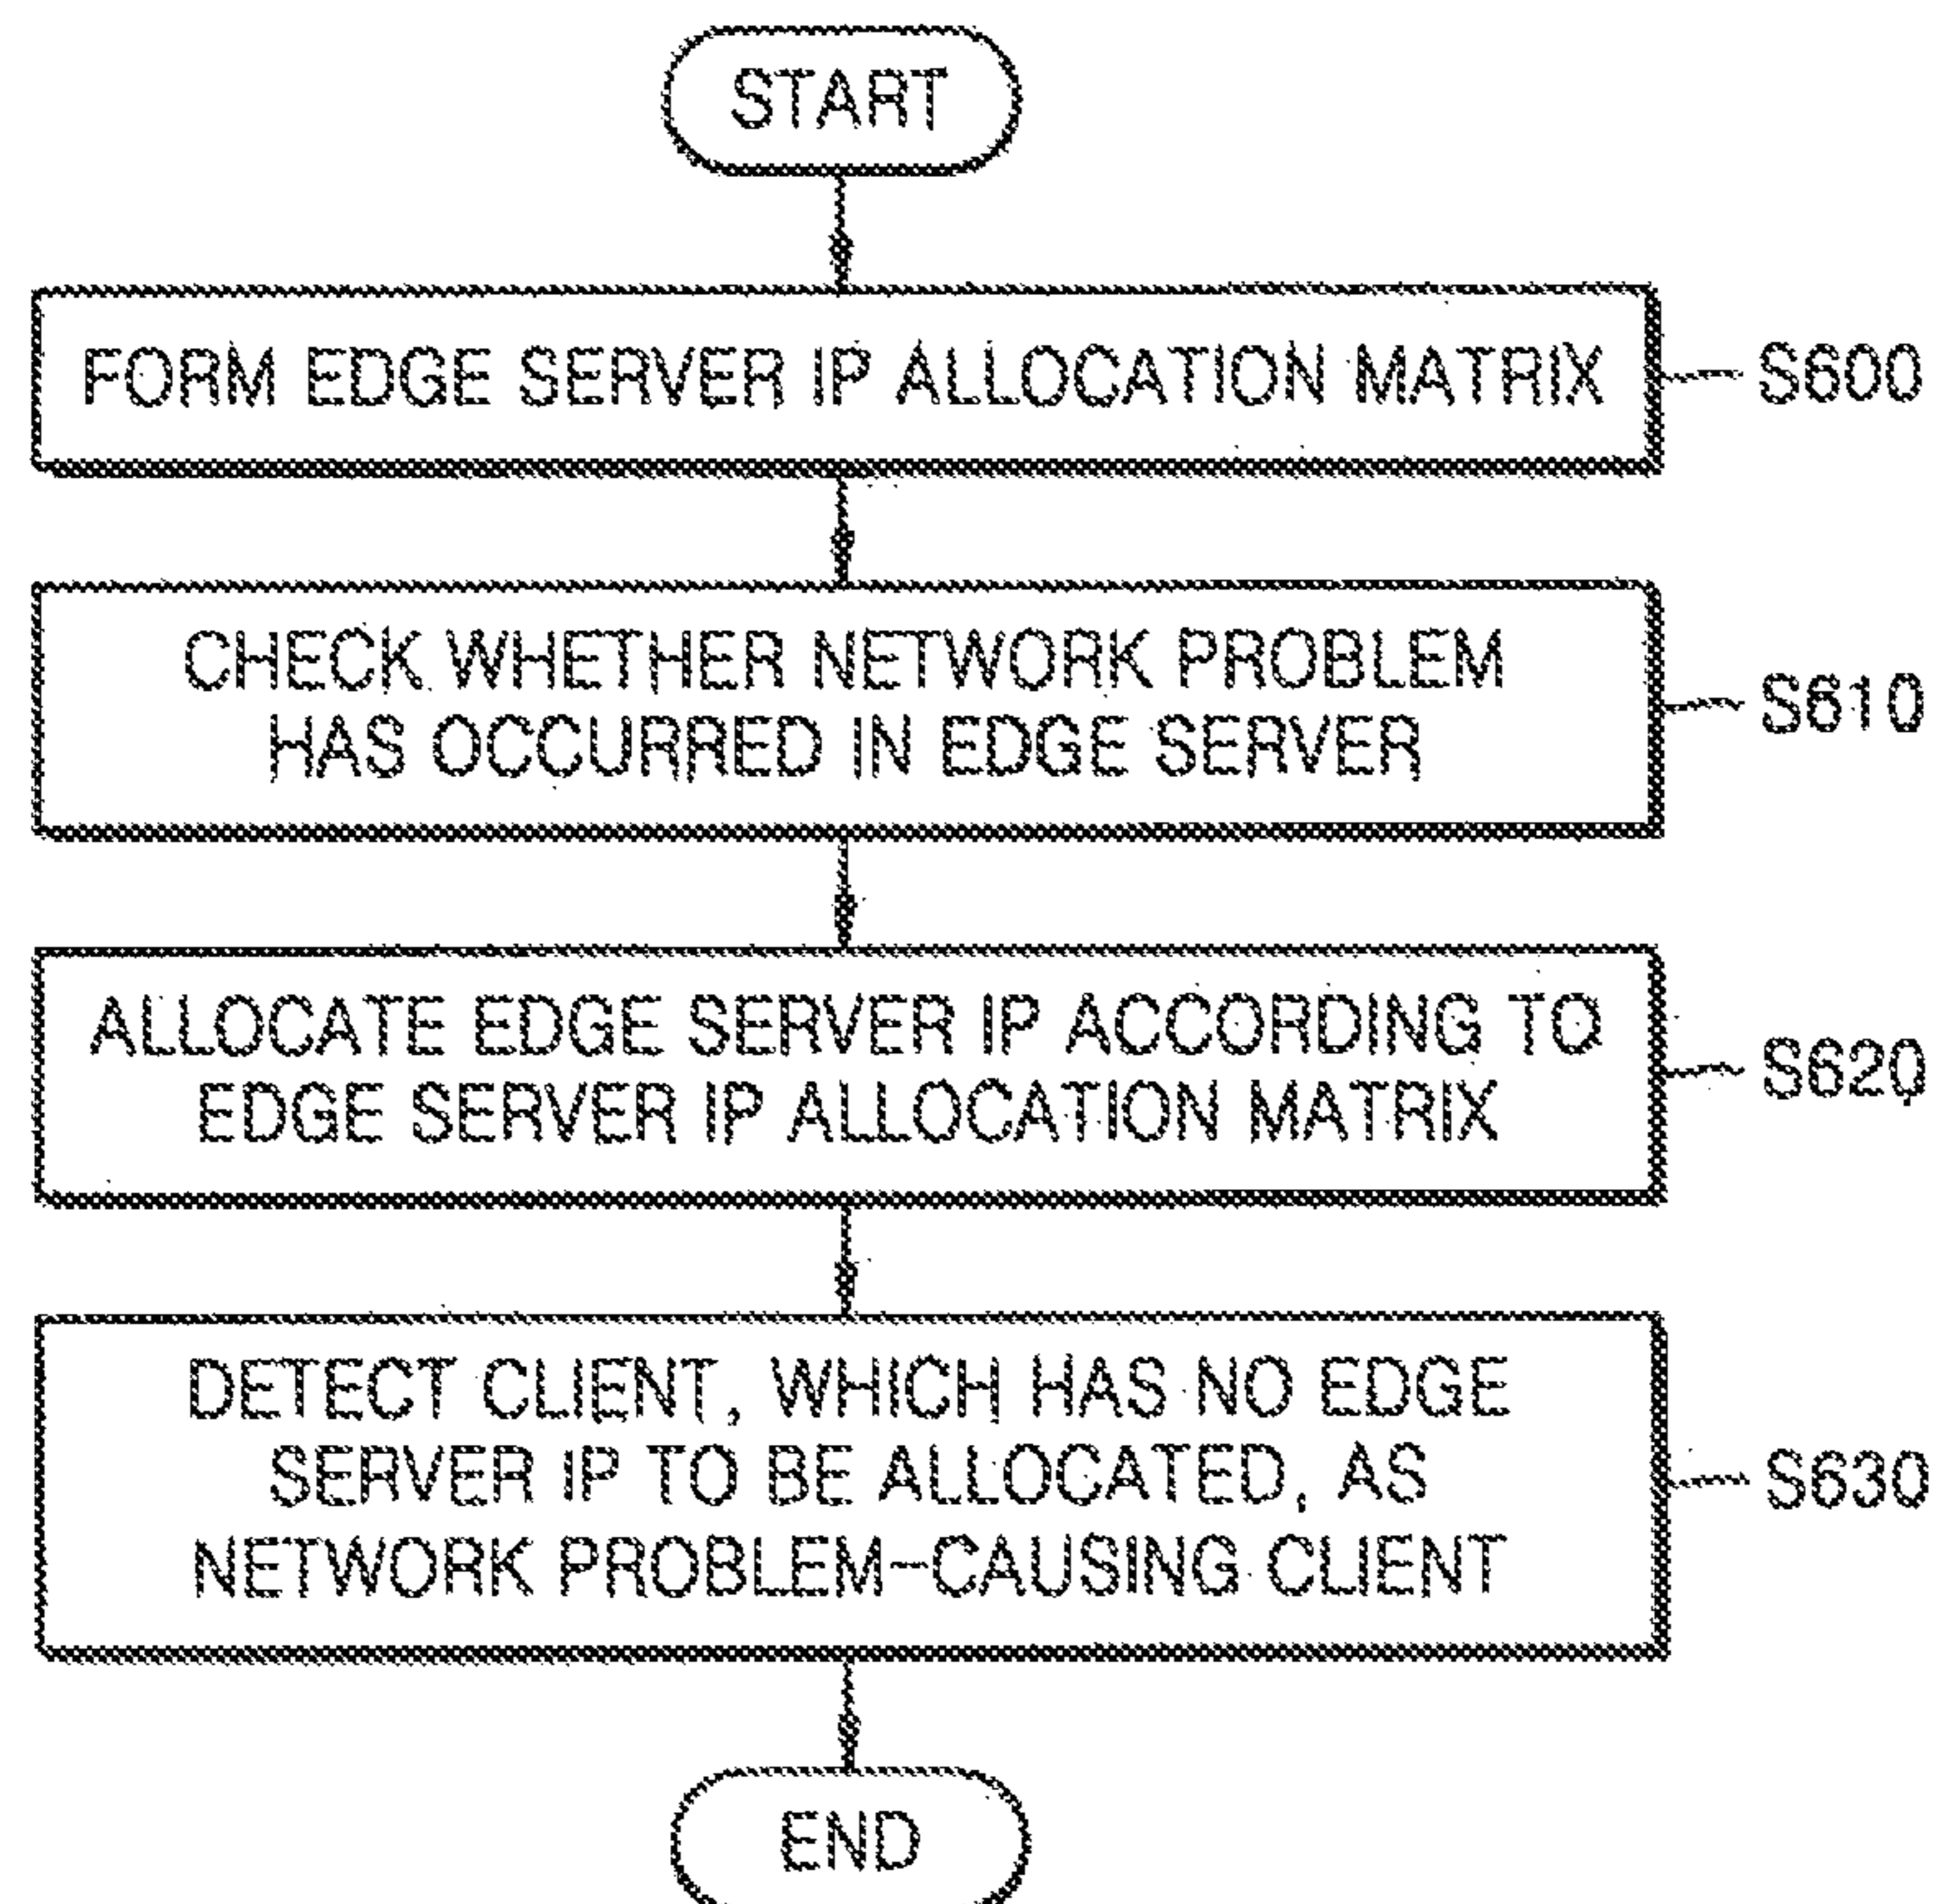 START
FORM EDGE SERVER IP ALLOCATION MATRIX
S600
CHECK WHETHER NETWORK PROBLEM
HAS OCCURRED IN EDGE SERVER
S610
ALLOCATE EDGE SERVER IP ACCORDING TO
EDGE SERVER IP ALLOCATION MATRIX
S620
DETECT CLIENT, WHICH HAS NO EDGE
SERVER IP TO BE ALLOCATED, AS
NETWORK PROBLEM-CAUSING CLIENT
S630
END